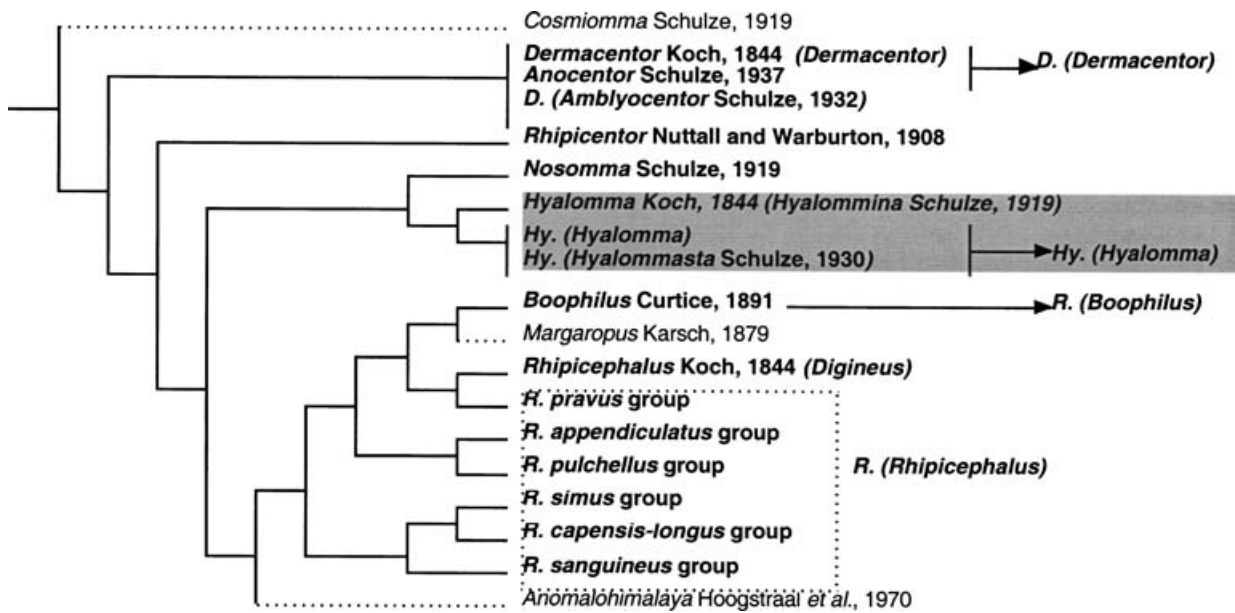 Cosmiomma Schulze, 1919
Dermacentor Koch, 1844 (Dermacentor)
D. (Dermacentor)
Anocentor Schulze, 1937
D. (Amblyocentor Schulze, 1932)
Rhipicentor Nuttall and Warburton, 1908
Nosomma Schulze, 1919
Hyalomma Koch, 1844 (Hyalommina Schulze, 1919)
Hy. (Hyalomma)
Hy. (Hyalommasta Schulze, 1930)
Hy. (Hyalomma)
Boophilus Curtice, 1891
R. (Boophilus)
Margaropus Karsch, 1879
Rhipicephalus Koch, 1844 (Digineus)
R. pravus group
R. appendiculatus group
R. pulchellus group
R. (Rhipicephalus)
R. simus group
R. capensis-longus group
R. sanguineus group
Anomalohimalaya Hoogstraal et al., 1970